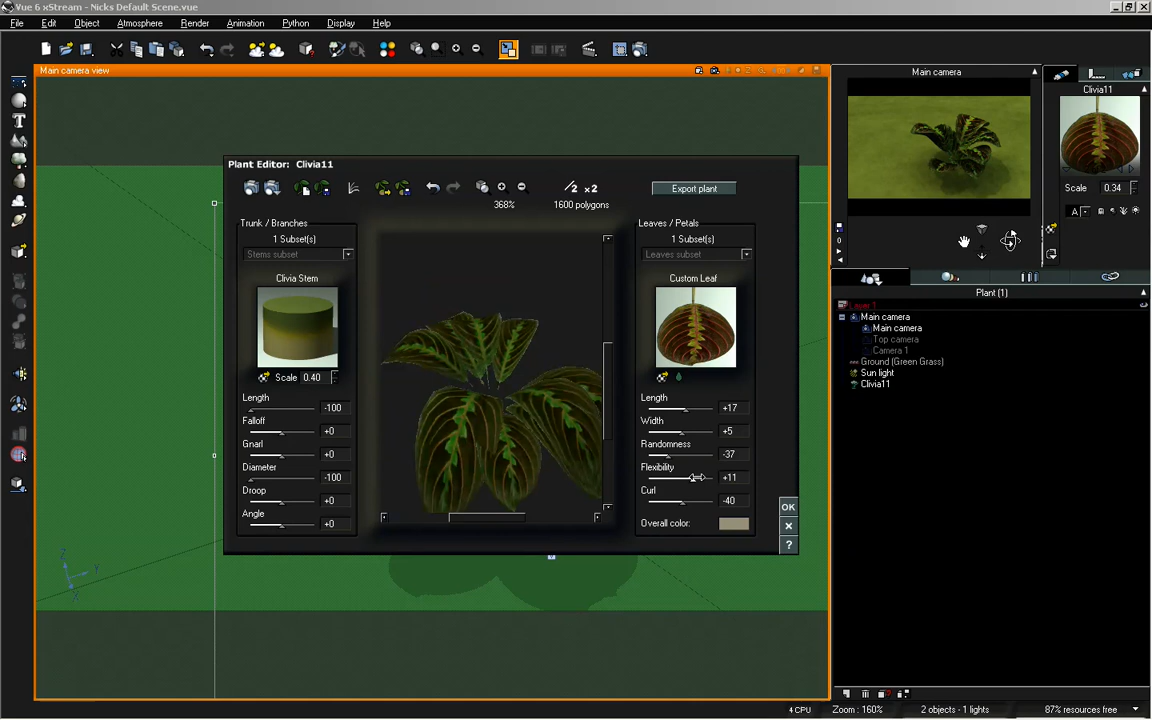 Vue 6 xStream - Nicks Default Scene.vue
File Edit Object Atmosphere Render Animation Python Display Help
Main camera view
Main camera
Clivia11
Scale 0.34
A
0
Plant Editor: Clivia11
Export plant
368%
/2 x2
1600 polygons
Trunk / Branches
1 Subset(s)
Stems subset
Clivia Stem
Scale 0.40
Length
-100
Falloff
+0
Gnarl
+0
Diameter
-100
Droop
+0
Angle
+0
Leaves / Petals
1 Subset(s)
Leaves subset
Custom Leaf
Length
+17
Width
+5
Randomness
-37
Flexibility
+11
Curl
-40
Overall color:
OK
?
Plant (1)
Layer 1
Main camera
Main camera
Top camera
Camera 1
Ground (Green Grass)
Sun light
Clivia11
Z
Y
X
4 CPU
Zoom : 160%
2 objects - 1 lights
87% resources free